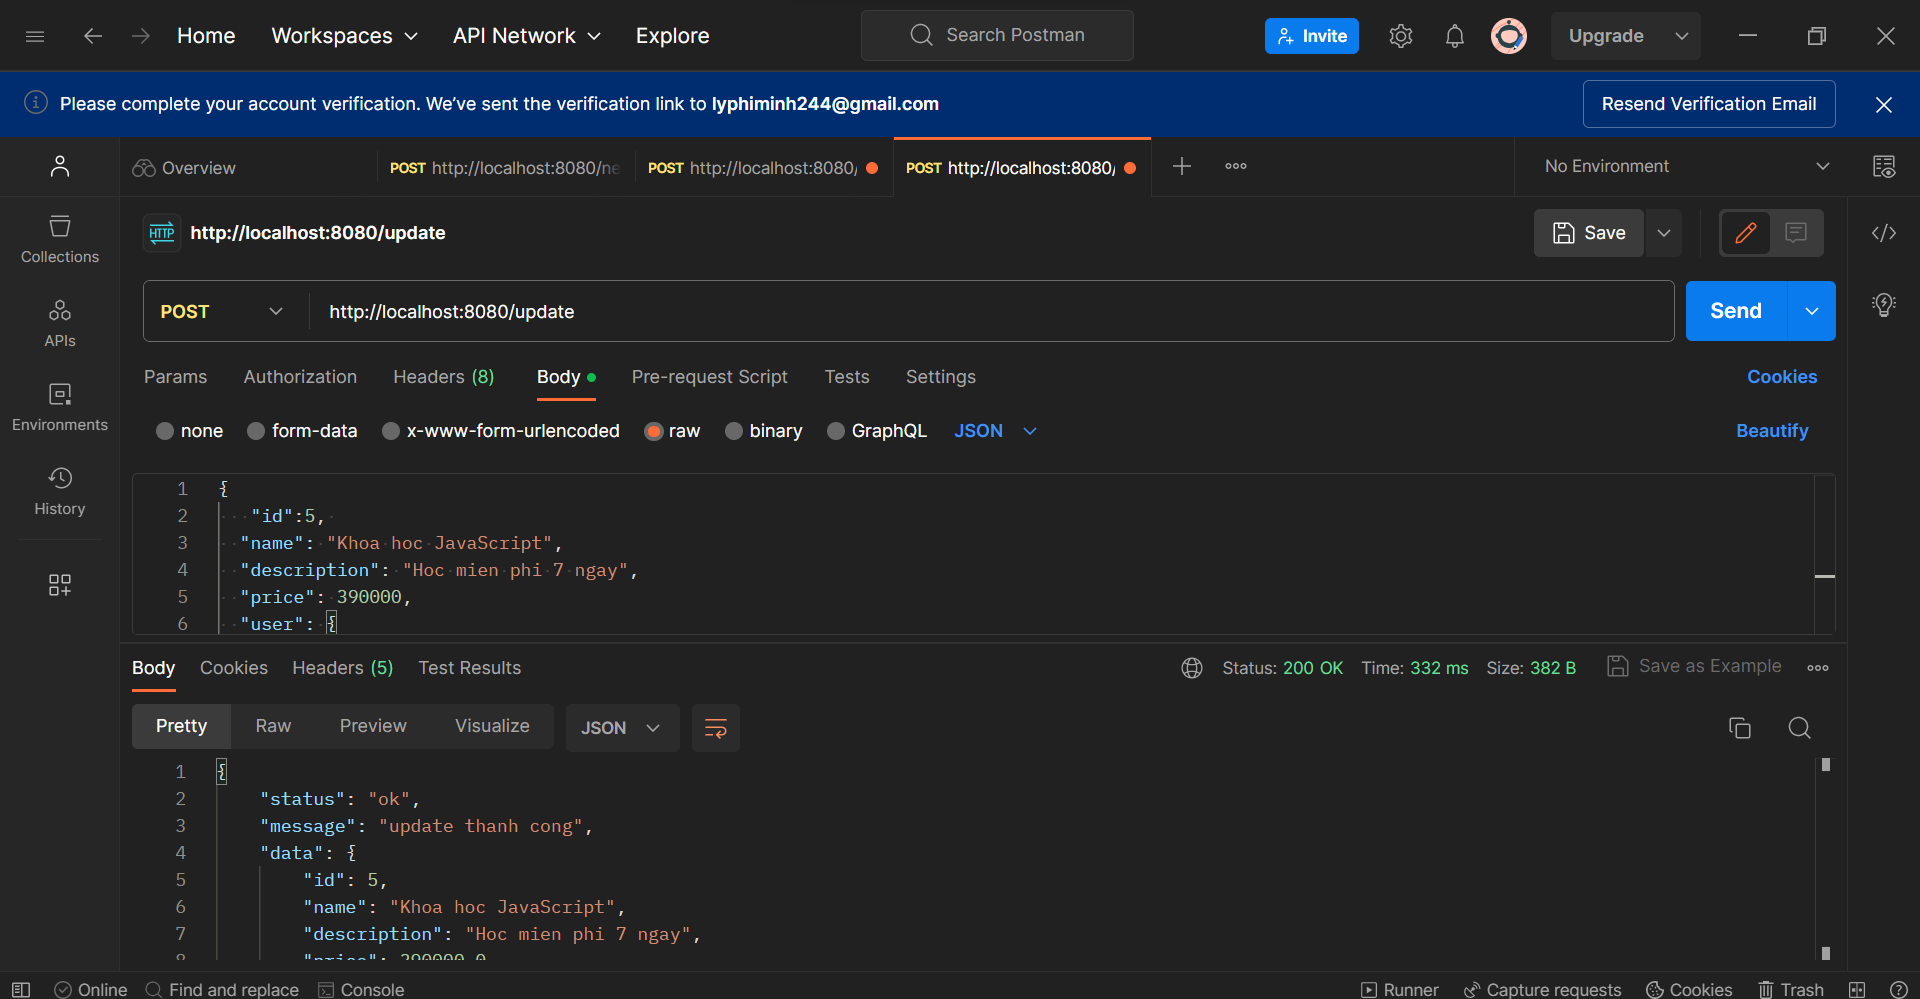 Home Workspaces API Network Explore Search Postman Invite Upgrade
Please complete your account verification. We've sent the verification link to lyphiminh244@gmail.com Resend Verification Email
Overview POST http://localhost:8080/ne POST http://localhost:8080/ POST http://localhost:8080/ No Environment
HTTP http://localhost:8080/update Save
Collections
POST http://localhost:8080/update Send
APIs
Params Authorization Headers (8) Body Pre-request Script Tests Settings Cookies
Environments
none form-data x-www-form-urlencoded raw binary GraphQL JSON Beautify
History
1 {
2 "id":5,
3 "name": "Khoa hoc JavaScript",
4 "description": "Hoc mien phi 7 ngay",
5 "price": 390000,
6 "user": {
Body Cookies Headers (5) Test Results Status: 200 OK Time: 332 ms Size: 382 B Save as Example
Pretty Raw Preview Visualize JSON
1 {
2 "status": "ok",
3 "message": "update thanh cong",
4 "data": {
5 "id": 5,
6 "name": "Khoa hoc JavaScript",
7 "description": "Hoc mien phi 7 ngay",
8 "price": 390000.0
Online Find and replace Console Runner Capture requests Cookies Trash